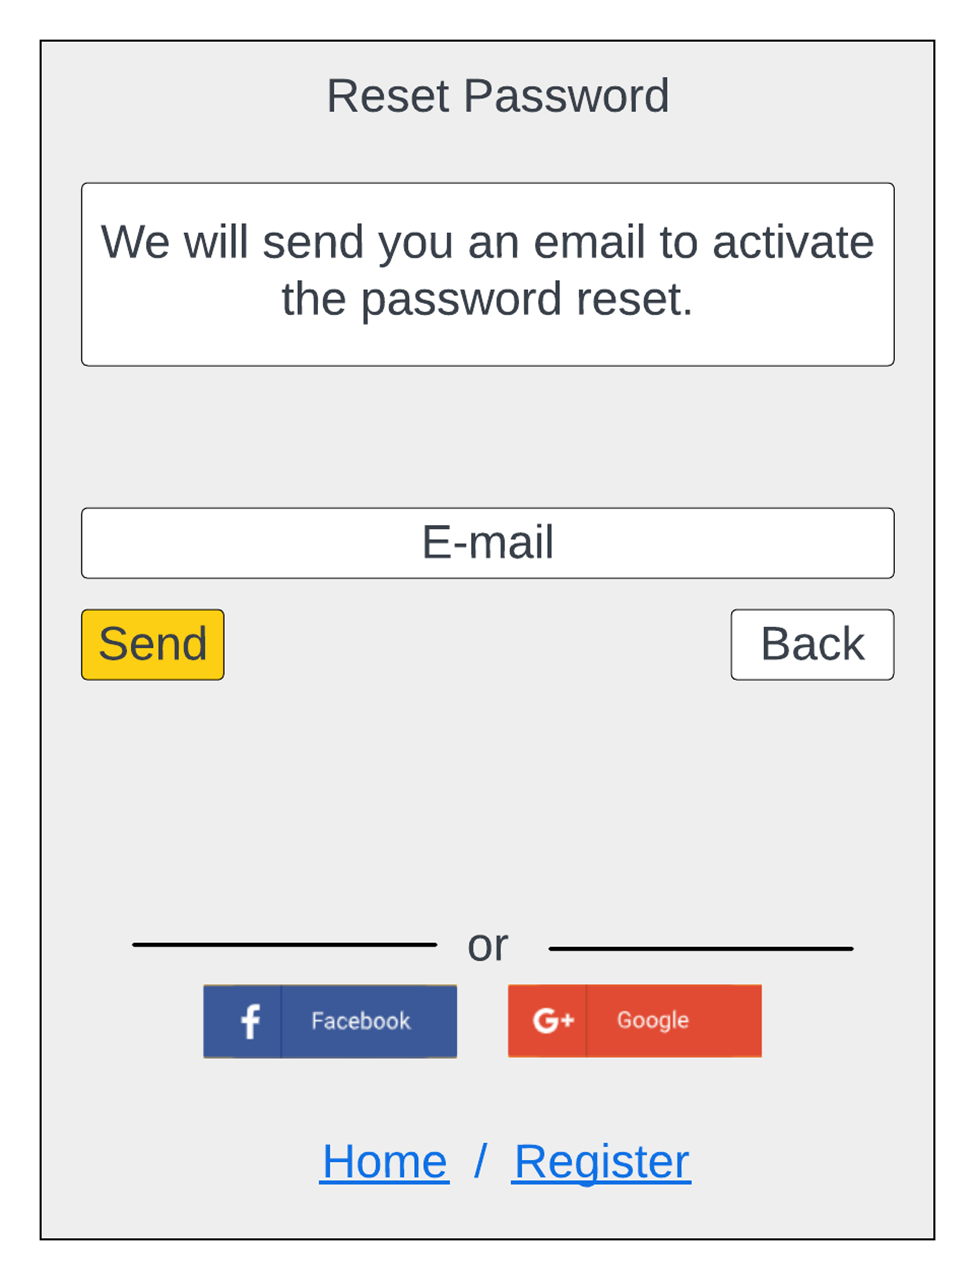 Reset Password
We will send you an email to activate
the password reset.
E-mail
Send
Back
or
f Facebook
G+ Google
Home / Register